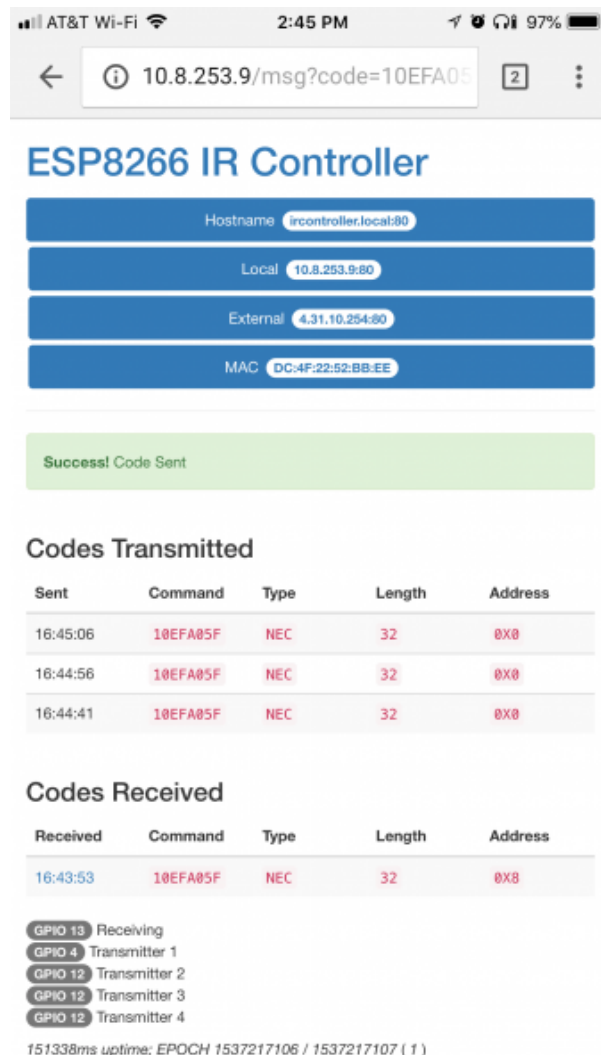 AT&T Wi-Fi 2:45 PM 97%
10.8.253.9/msg?code=10EFA05 2
ESP8266 IR Controller
Hostname ircontroller.local:80
Local 10.8.253.9:80
External 4.31.10.254:80
MAC DC:4F:22:52:BB:EE
Success! Code Sent
Codes Transmitted
Sent Command Type Length Address
16:45:06 10EFA05F NEC 32 0X0
16:44:56 10EFA05F NEC 32 0X0
16:44:41 10EFA05F NEC 32 0X0
Codes Received
Received Command Type Length Address
16:43:53 10EFA05F NEC 32 0X8
GPIO 13 Receiving
GPIO 4 Transmitter 1
GPIO 12 Transmitter 2
GPIO 12 Transmitter 3
GPIO 12 Transmitter 4
151338ms uptime; EPOCH 1537217106 / 1537217107 ( 1 )